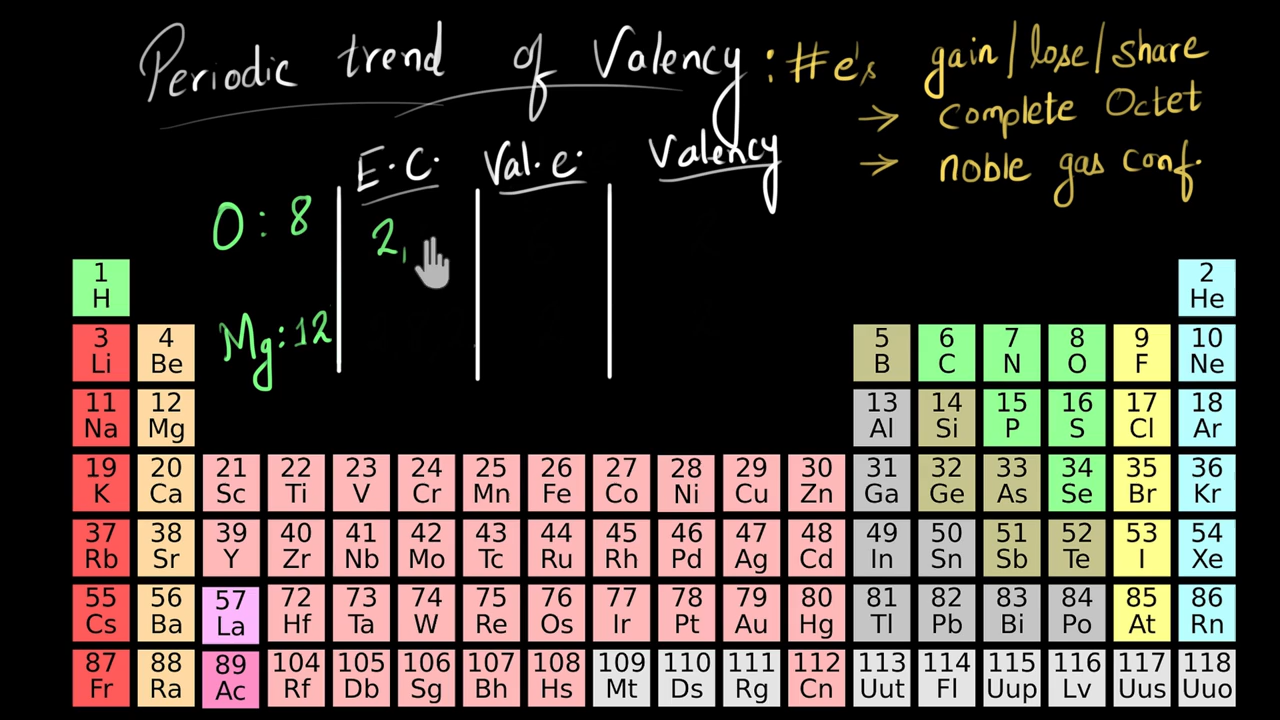 Periodic trend of Valency : #e's gain/lose/share
→ complete Octet
→ noble gas conf.
E.C. Val.e. Valency
O : 8 2,
Mg:12
1 2
H He
3 4 5 6 7 8 9 10
Li Be B C N O F Ne
11 12 13 14 15 16 17 18
Na Mg Al Si P S Cl Ar
19 20 21 22 23 24 25 26 27 28 29 30 31 32 33 34 35 36
K Ca Sc Ti V Cr Mn Fe Co Ni Cu Zn Ga Ge As Se Br Kr
37 38 39 40 41 42 43 44 45 46 47 48 49 50 51 52 53 54
Rb Sr Y Zr Nb Mo Tc Ru Rh Pd Ag Cd In Sn Sb Te I Xe
55 56 57 72 73 74 75 76 77 78 79 80 81 82 83 84 85 86
Cs Ba La Hf Ta W Re Os Ir Pt Au Hg Tl Pb Bi Po At Rn
87 88 89 104 105 106 107 108 109 110 111 112 113 114 115 116 117 118
Fr Ra Ac Rf Db Sg Bh Hs Mt Ds Rg Cn Uut Fl Uup Lv Uus Uuo